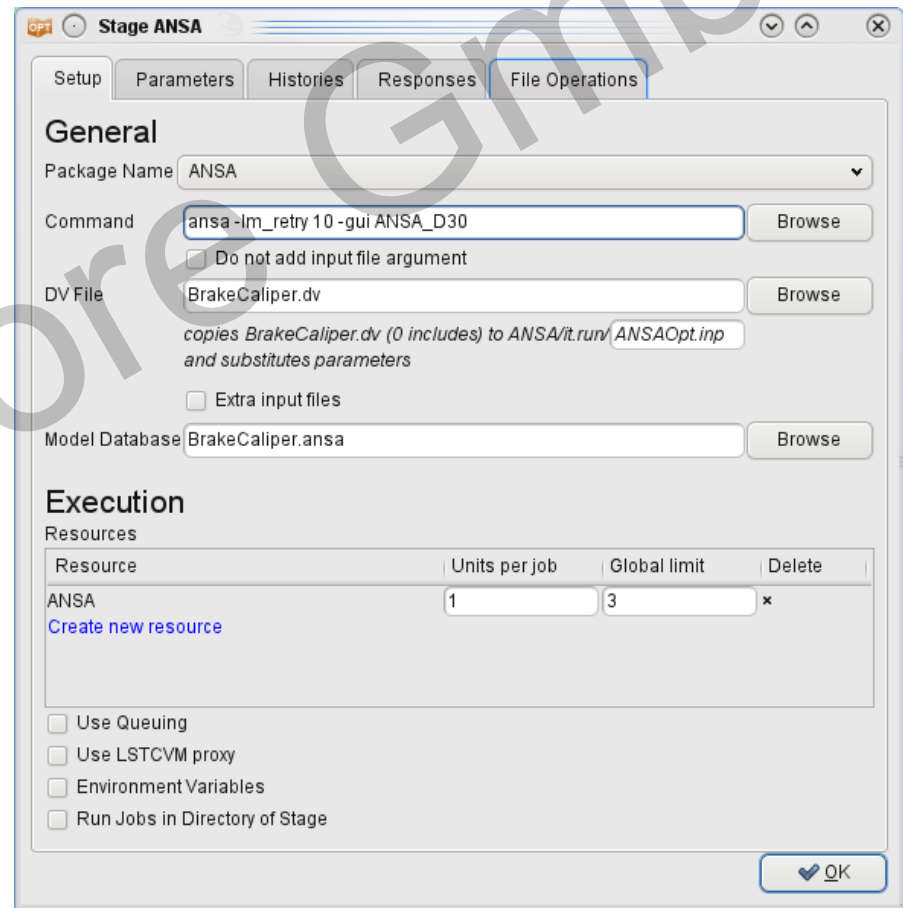 OPT Stage ANSA
Setup Parameters Histories Responses File Operations
General
Package Name ANSA
Command ansa -lm_retry 10 -gui ANSA_D30 Browse
Do not add input file argument
DV File BrakeCaliper.dv Browse
copies BrakeCaliper.dv (0 includes) to ANSA/it.run/ ANSAOpt.inp
and substitutes parameters
Extra input files
Model Database BrakeCaliper.ansa Browse
Execution
Resources
Resource Units per job Global limit Delete
ANSA 1 3 ×
Create new resource
Use Queuing
Use LSTCVM proxy
Environment Variables
Run Jobs in Directory of Stage
OK
ore Gmb